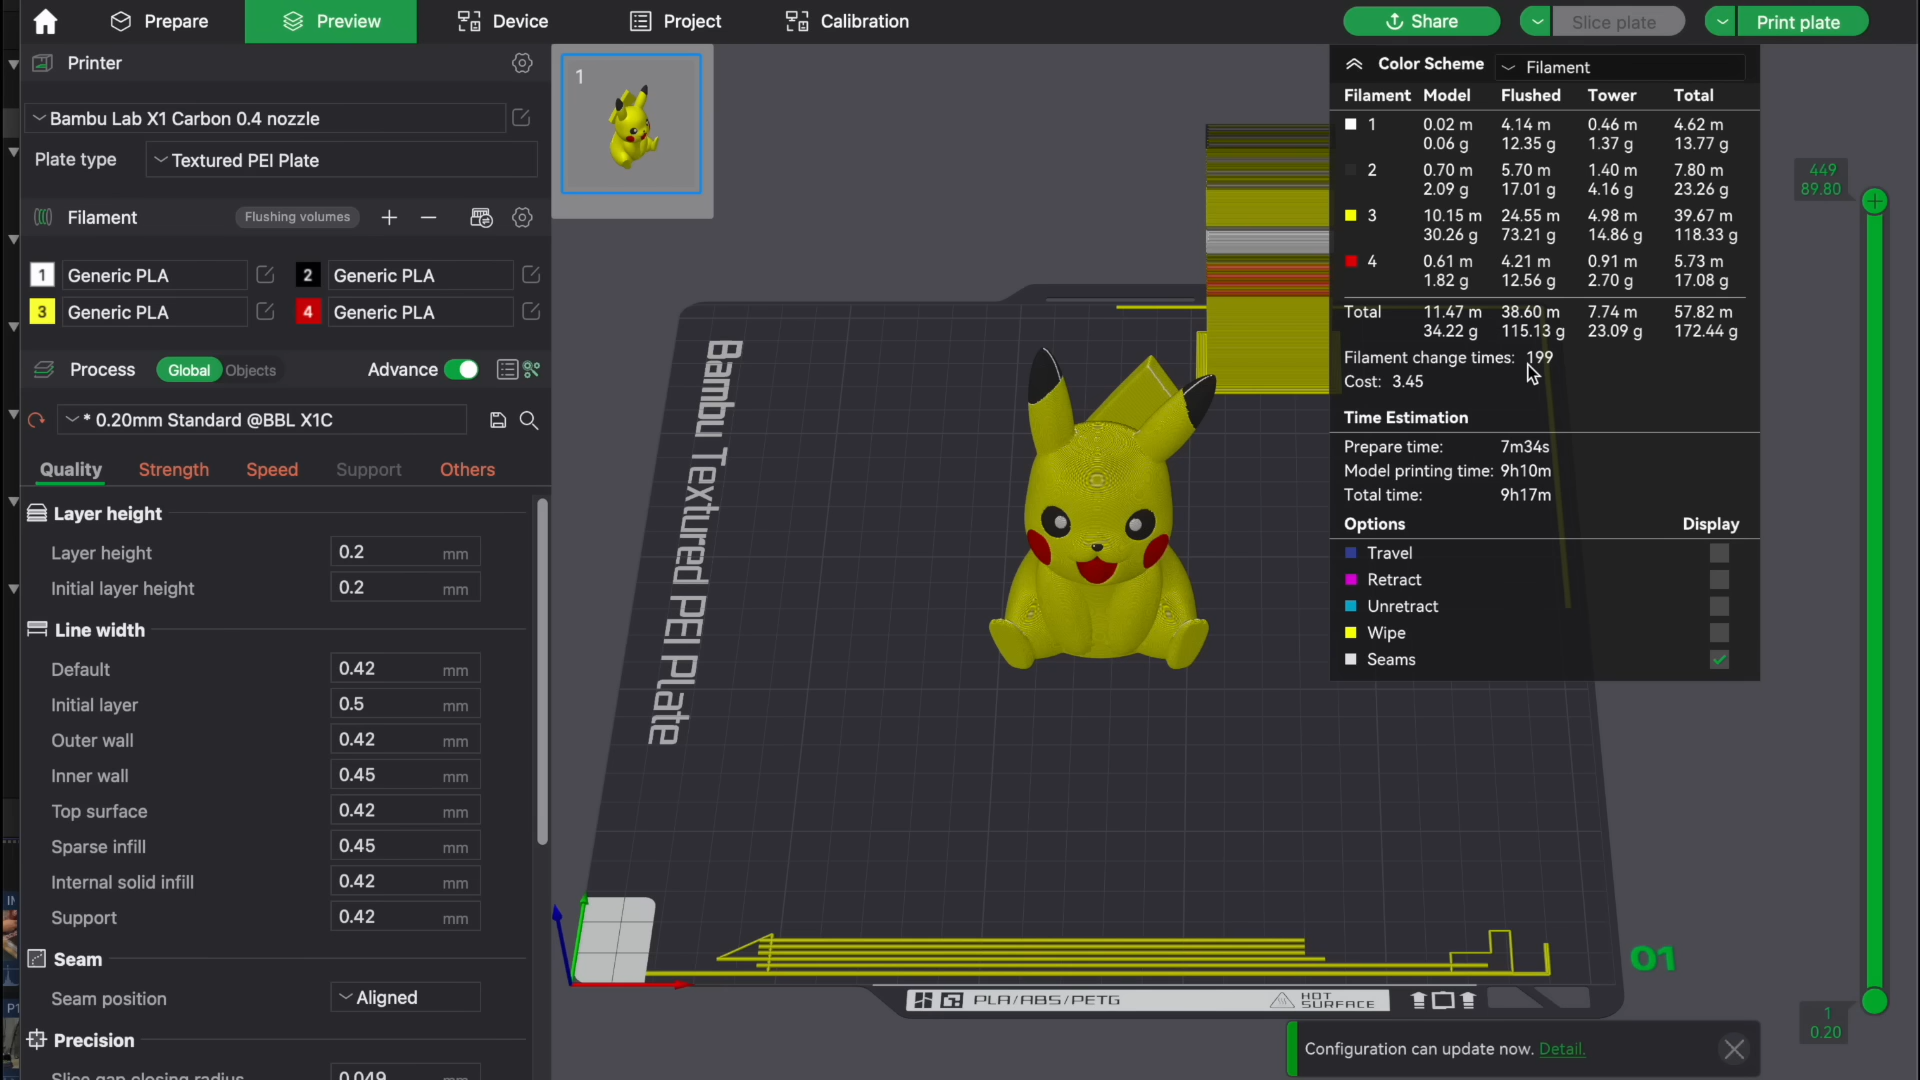 Prepare
Preview
Device
Project
Calibration
Share
Slice plate
Print plate
Printer
Bambu Lab X1 Carbon 0.4 nozzle
Plate type
Textured PEI Plate
Filament
Flushing volumes
1 Generic PLA
2 Generic PLA
3 Generic PLA
4 Generic PLA
Process
Global
Objects
Advance
* 0.20mm Standard @BBL X1C
Quality
Strength
Speed
Support
Others
Layer height
Layer height 0.2 mm
Initial layer height 0.2 mm
Line width
Default 0.42 mm
Initial layer 0.5 mm
Outer wall 0.42 mm
Inner wall 0.45 mm
Top surface 0.42 mm
Sparse infill 0.45 mm
Internal solid infill 0.42 mm
Support 0.42 mm
Seam
Seam position Aligned
Precision
Slice gap closing radius 0.049 mm
1
Bambu Textured PEI Plate
Color Scheme Filament
Filament Model Flushed Tower Total
1 0.02 m 4.14 m 0.46 m 4.62 m
0.06 g 12.35 g 1.37 g 13.77 g
2 0.70 m 5.70 m 1.40 m 7.80 m
2.09 g 17.01 g 4.16 g 23.26 g
3 10.15 m 24.55 m 4.98 m 39.67 m
30.26 g 73.21 g 14.86 g 118.33 g
4 0.61 m 4.21 m 0.91 m 5.73 m
1.82 g 12.56 g 2.70 g 17.08 g
Total 11.47 m 38.60 m 7.74 m 57.82 m
34.22 g 115.13 g 23.09 g 172.44 g
Filament change times: 199
Cost: 3.45
Time Estimation
Prepare time: 7m34s
Model printing time: 9h10m
Total time: 9h17m
Options Display
Travel
Retract
Unretract
Wipe
Seams
449
89.80
1
0.20
01
PLA/ABS/PETG
HOT
SURFACE
Configuration can update now. Detail.